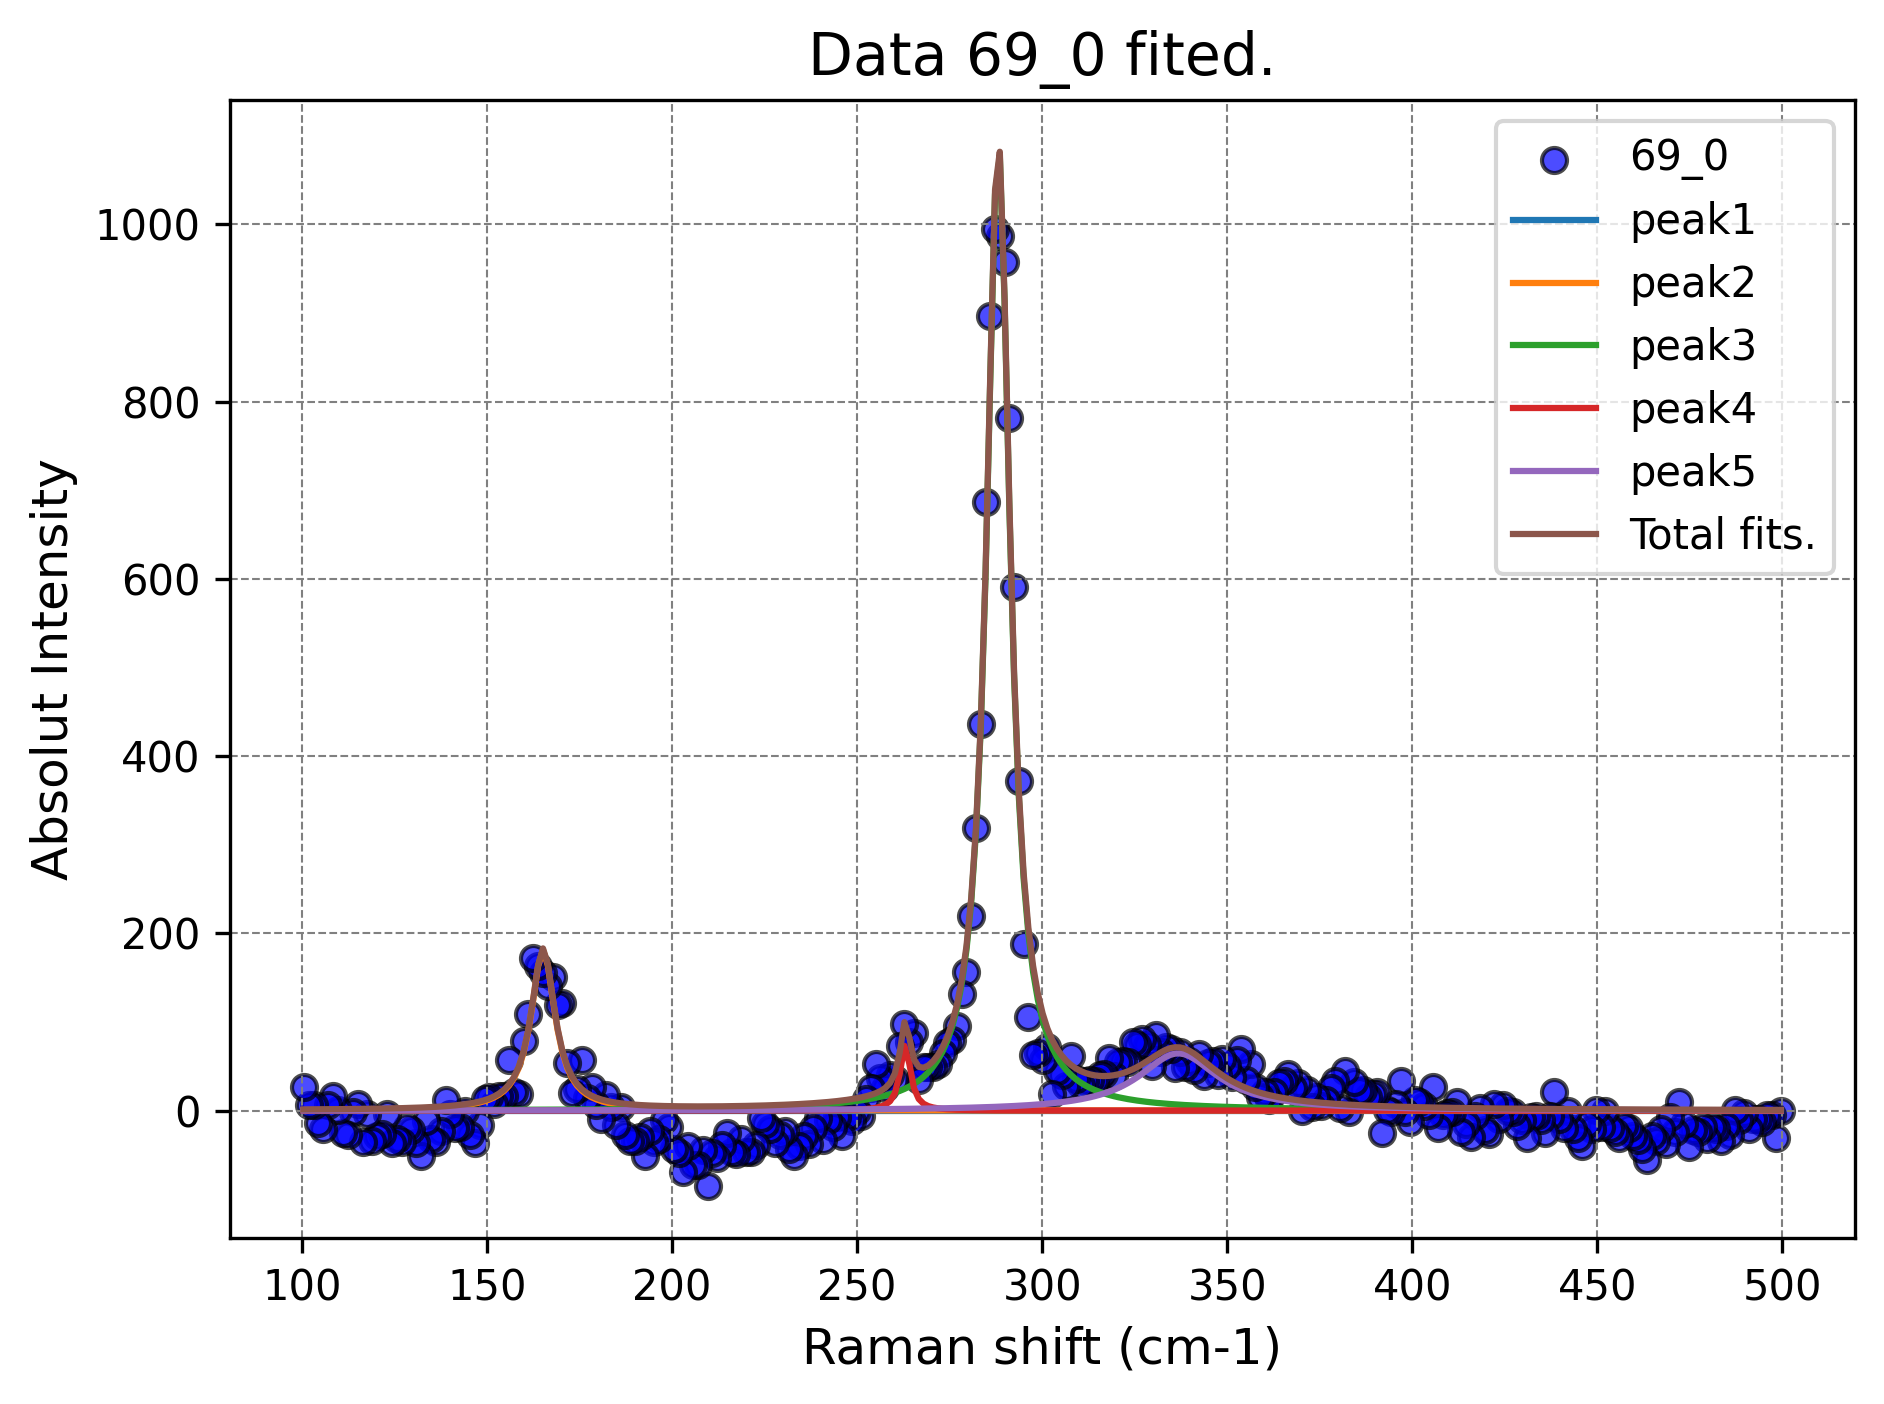 Data 69_0 fited.
Absolut Intensity
1000
800
600
400
200
0
69_0
peak1
peak2
peak3
peak4
peak5
Total fits.
100 150 200 250 300 350 400 450 500
Raman shift (cm-1)